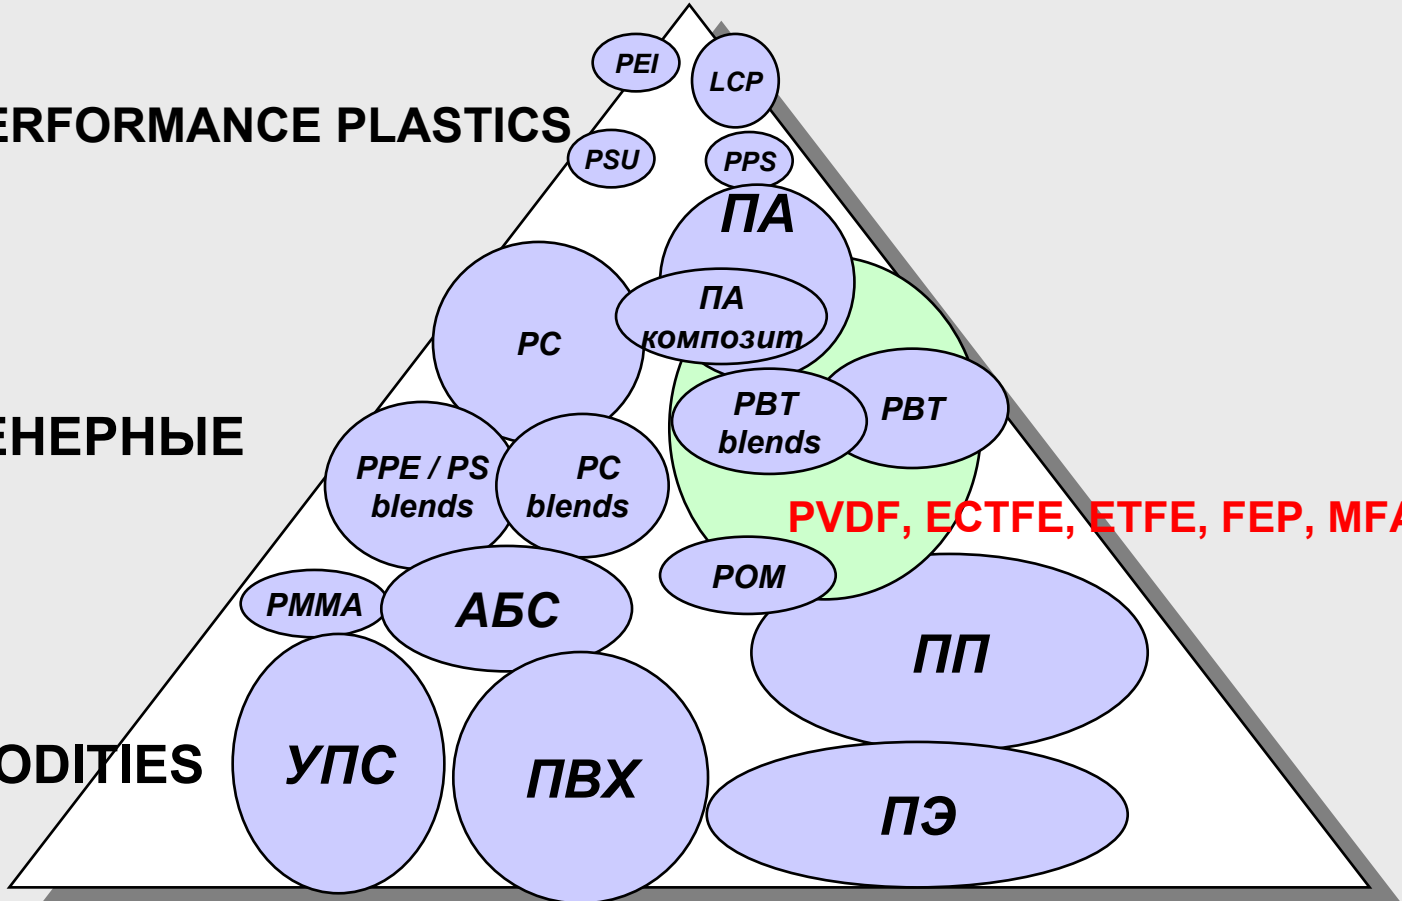 PEI
LCP
ERFORMANCE PLASTICS
PSU
PPS
ПА
ПА
композит
PC
PBT
blends
PBT
ЕНЕРНЫЕ
PPE / PS
blends
PC
blends
PVDF, ECTFE, ETFE, FEP, MFA
POM
PMMA
АБС
ПП
ODITIES
УПС
ПВХ
ПЭ